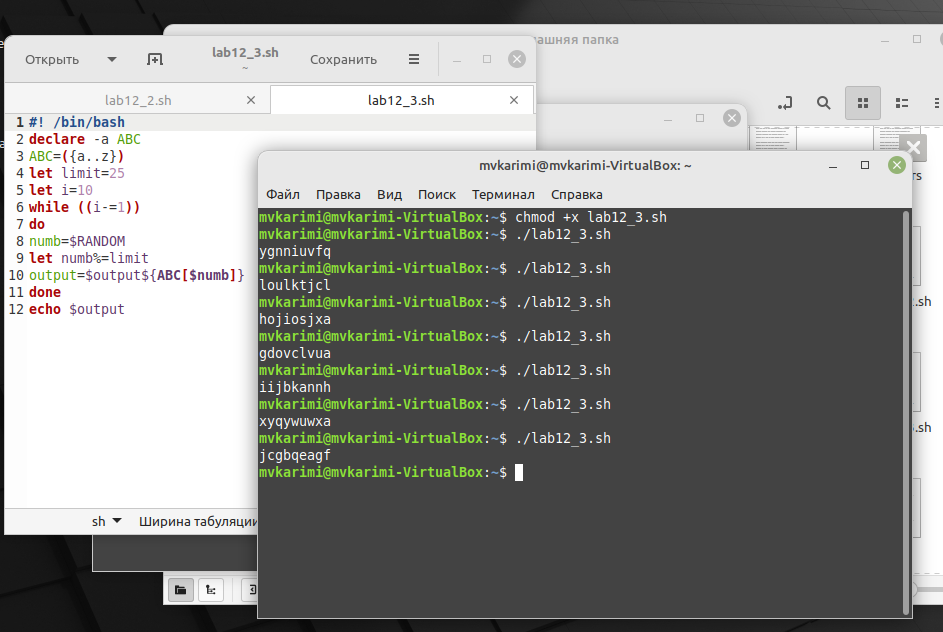 ашняя папка
Открыть
lab12_3.sh
~
Сохранить
lab12_2.sh
lab12_3.sh
1 #! /bin/bash
2 declare -a ABC
3 ABC=({a..z})
4 let limit=25
5 let i=10
6 while ((i-=1))
7 do
8 numb=$RANDOM
9 let numb%=limit
10 output=$output${ABC[$numb]}
11 done
12 echo $output
sh
Ширина табуляции
mvkarimi@mvkarimi-VirtualBox: ~
Файл Правка Вид Поиск Терминал Справка
mvkarimi@mvkarimi-VirtualBox:~$ chmod +x lab12_3.sh
mvkarimi@mvkarimi-VirtualBox:~$ ./lab12_3.sh
ygnniuvfq
mvkarimi@mvkarimi-VirtualBox:~$ ./lab12_3.sh
loulktjcl
mvkarimi@mvkarimi-VirtualBox:~$ ./lab12_3.sh
hojiosjxa
mvkarimi@mvkarimi-VirtualBox:~$ ./lab12_3.sh
gdovclvua
mvkarimi@mvkarimi-VirtualBox:~$ ./lab12_3.sh
iijbkannh
mvkarimi@mvkarimi-VirtualBox:~$ ./lab12_3.sh
xyqywuwxa
mvkarimi@mvkarimi-VirtualBox:~$ ./lab12_3.sh
jcgbqeagf
mvkarimi@mvkarimi-VirtualBox:~$
rs
.sh
.sh